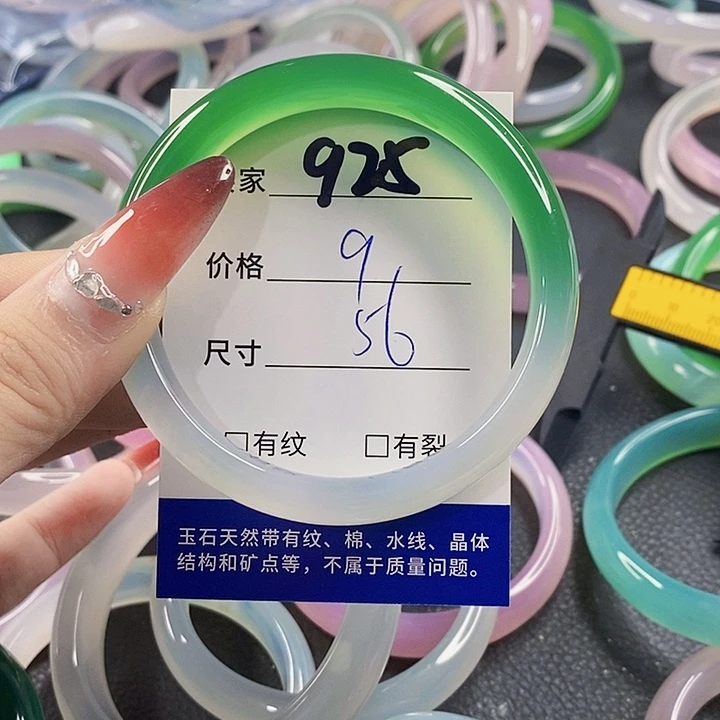 家 925
价格 9
尺寸 56
□有纹 □有裂
玉石天然带有纹、棉、水线、晶体
结构和矿点等，不属于质量问题。